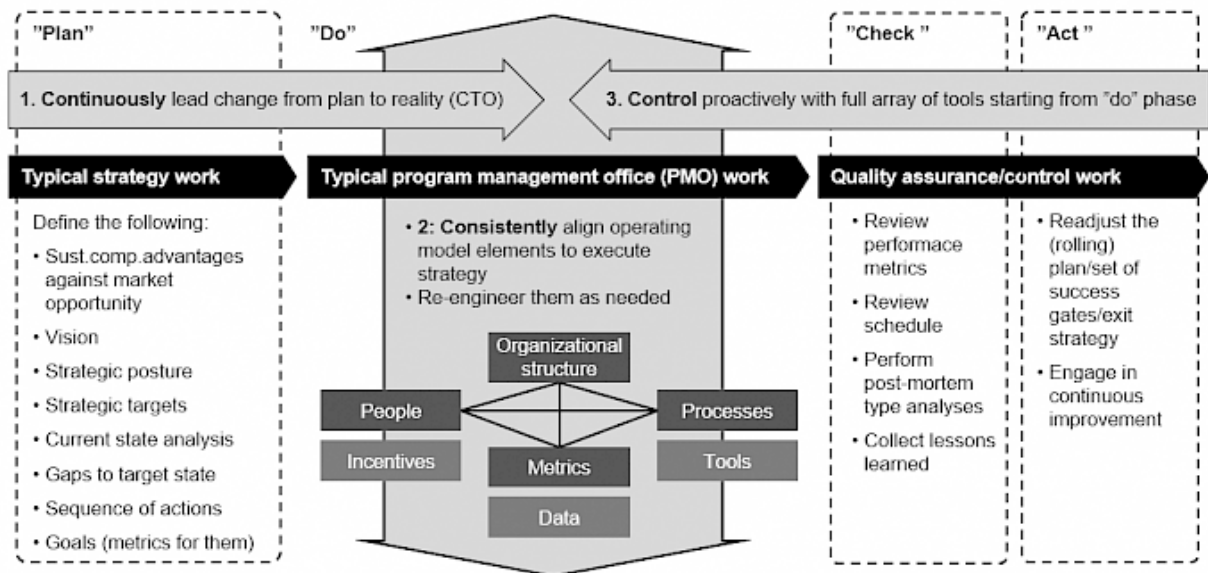 ”Plan”
”Do”
”Check ”
”Act ”
1. Continuously lead change from plan to reality (CTO)
3. Control proactively with full array of tools starting from ”do” phase
Typical strategy work
Typical program management office (PMO) work
Quality assurance/control work
Define the following:
• Sust.comp.advantages
against market
opportunity
• Vision
• Strategic posture
• Strategic targets
• Current state analysis
• Gaps to target state
• Sequence of actions
• Goals (metrics for them)
• 2: Consistently align operating
model elements to execute
strategy
• Re-engineer them as needed
Organizational
structure
People
Processes
Incentives
Metrics
Tools
Data
• Review
performace
metrics
• Review
schedule
• Perform
post-mortem
type analyses
• Collect lessons
learned
• Readjust the
(rolling)
plan/set of
success
gates/exit
strategy
• Engage in
continuous
improvement